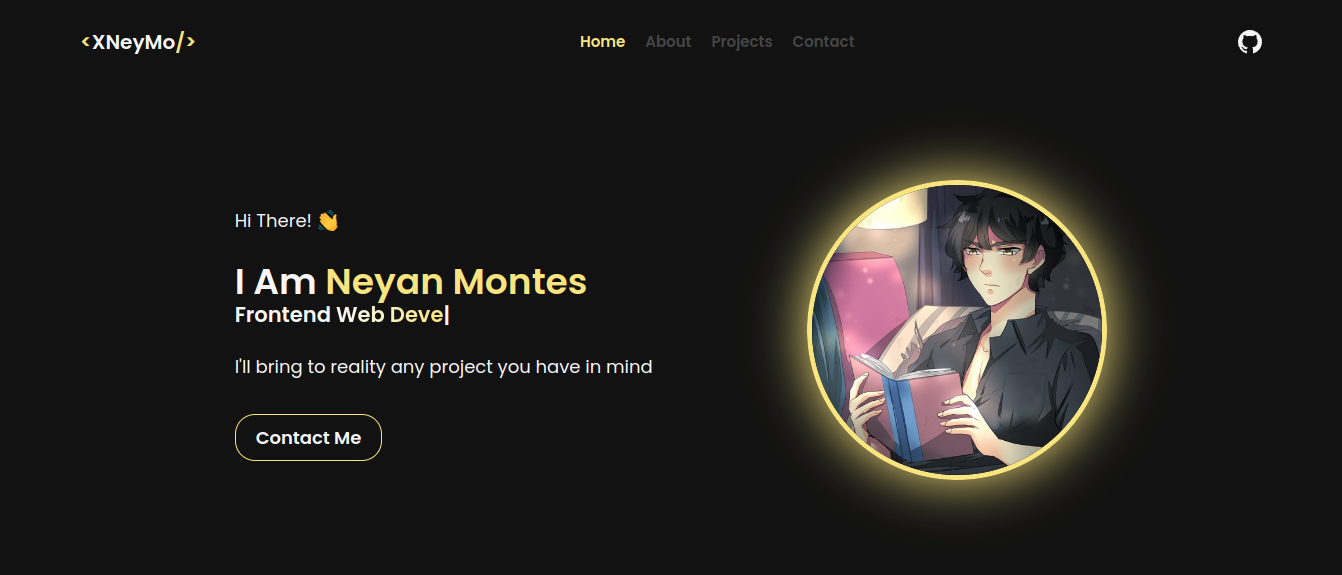 <XNeyMo/>
Home About Projects Contact
Hi There! 👋
I Am Neyan Montes
Frontend Web Deve|
I'll bring to reality any project you have in mind
Contact Me